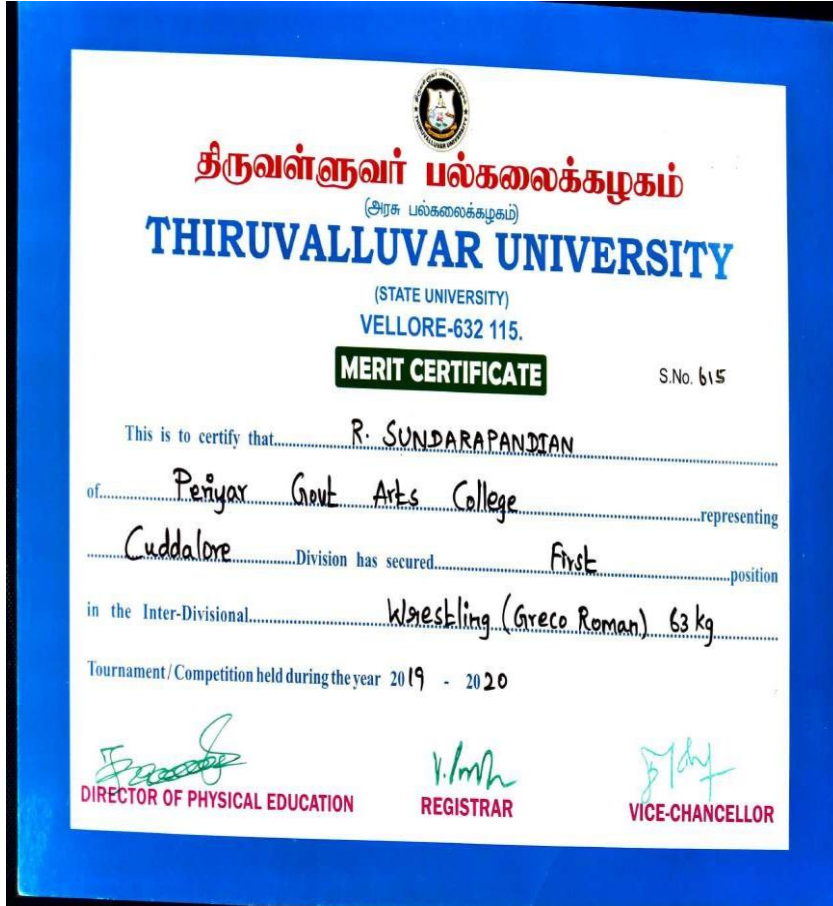 திருவள்ளுவர் பல்கலைக்கழகம்
(அரசு பல்கலைக்கழகம்)
THIRUVALLUVAR UNIVERSITY
(STATE UNIVERSITY)
VELLORE-632 115.
MERIT CERTIFICATE
S.No. 615
This is to certify that R. SUNDARAPANDIAN
of Periyar Govt Arts College representing
Cuddalore Division has secured First position
in the Inter-Divisional Wrestling (Greco Roman) 63 kg
Tournament/Competition held during the year 2019 - 2020
DIRECTOR OF PHYSICAL EDUCATION REGISTRAR VICE-CHANCELLOR